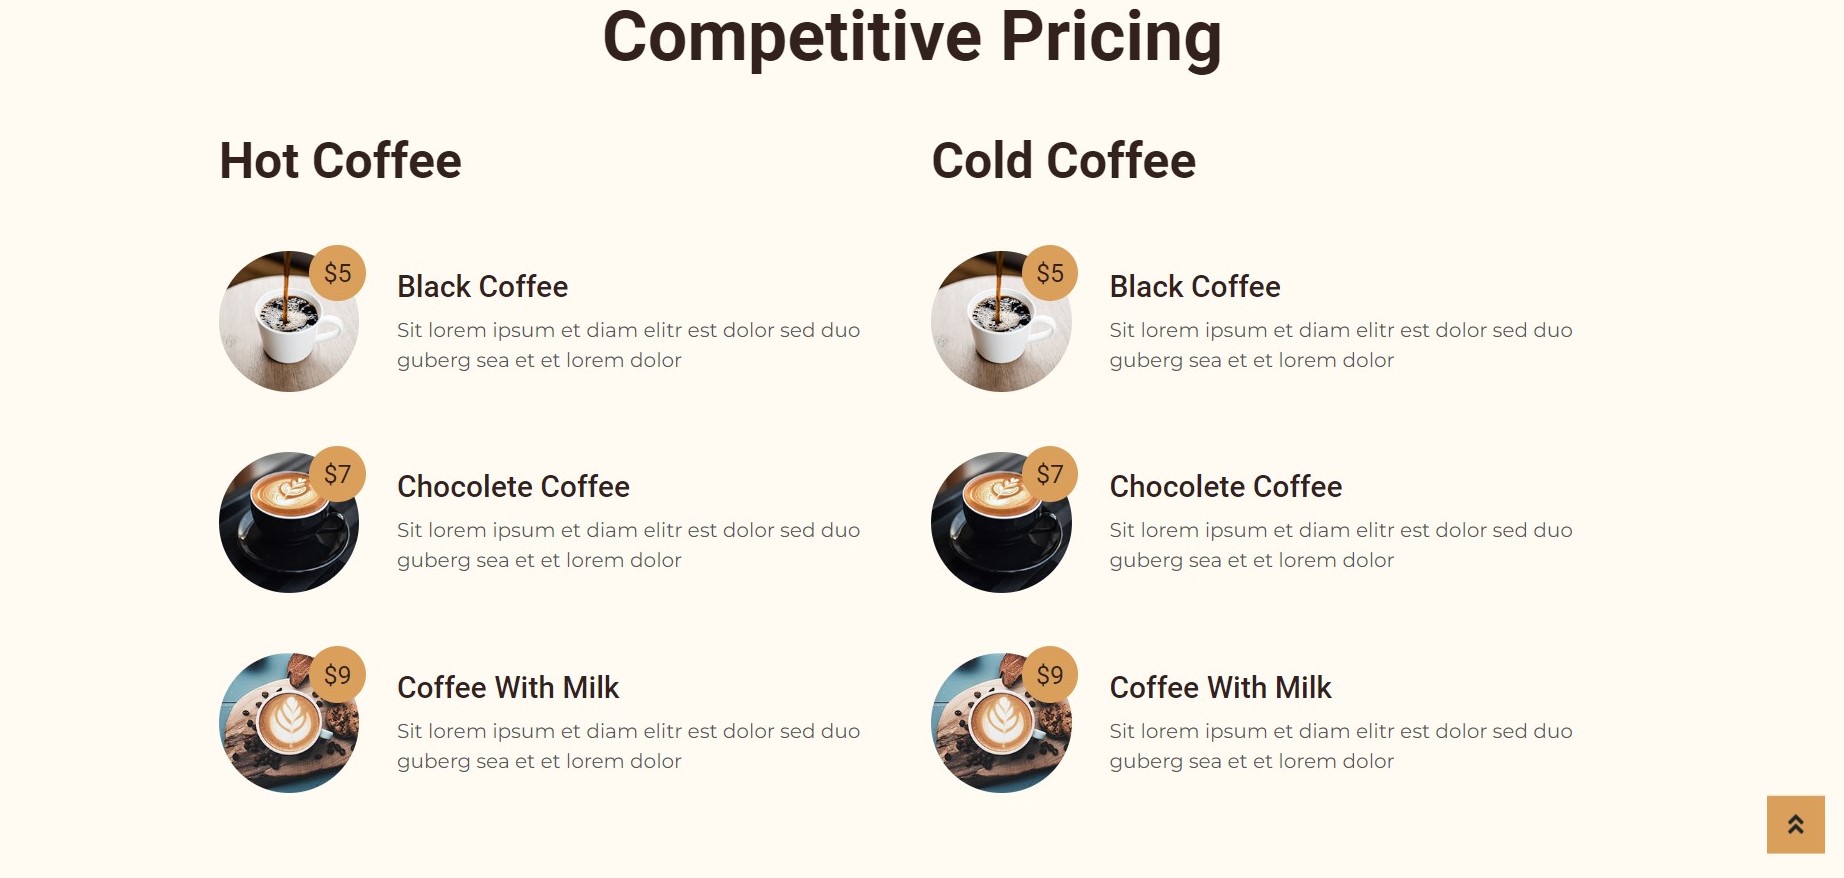 Competitive Pricing
Hot Coffee
$5
Black Coffee
Sit lorem ipsum et diam elitr est dolor sed duo
guberg sea et et lorem dolor
$7
Chocolete Coffee
Sit lorem ipsum et diam elitr est dolor sed duo
guberg sea et et lorem dolor
$9
Coffee With Milk
Sit lorem ipsum et diam elitr est dolor sed duo
guberg sea et et lorem dolor
Cold Coffee
$5
Black Coffee
Sit lorem ipsum et diam elitr est dolor sed duo
guberg sea et et lorem dolor
$7
Chocolete Coffee
Sit lorem ipsum et diam elitr est dolor sed duo
guberg sea et et lorem dolor
$9
Coffee With Milk
Sit lorem ipsum et diam elitr est dolor sed duo
guberg sea et et lorem dolor